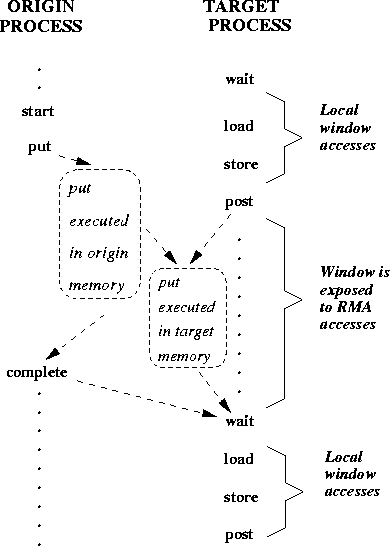 ORIGIN
PROCESS
TARGET
PROCESS
wait
start
load
Local
window
accesses
put
store
put
executed
in origin
memory
post
put
executed
in target
memory
Window is
exposed
to RMA
accesses
complete
wait
load
store
post
Local
window
accesses